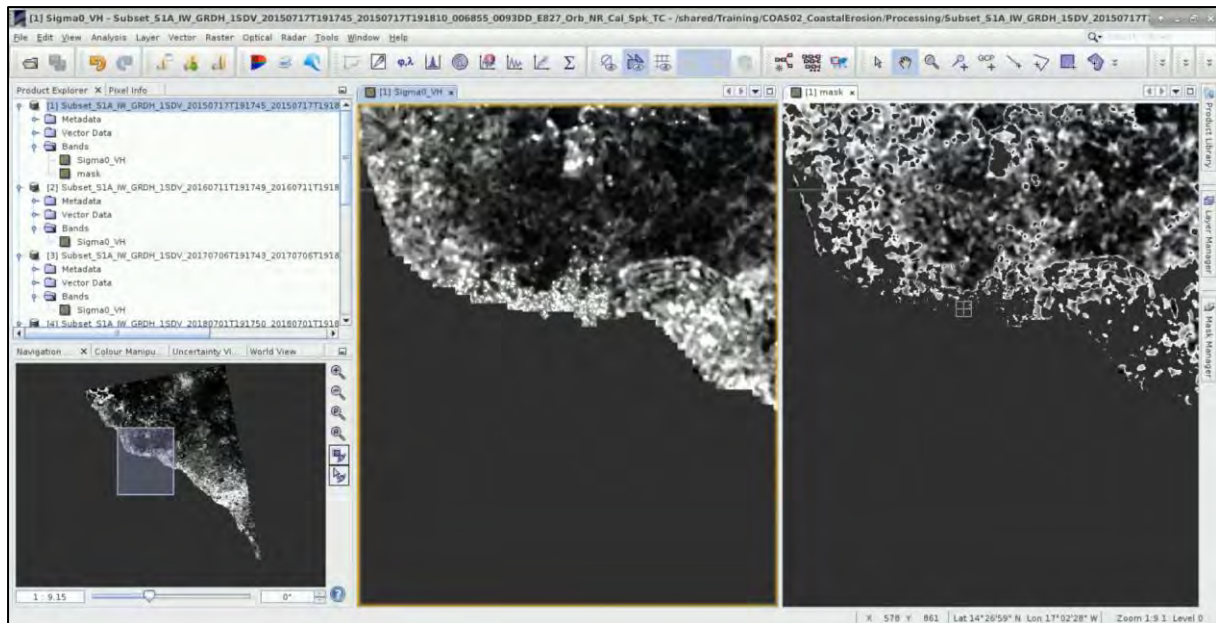 [1] Sigma0_VH - Subset_S1A_IW_GRDH_1SDV_20150717T191745_20150717T191810_006855_0093DD_E827_Orb_NR_Cal_Spk_TC - /shared/Training/COAS02_CoastalErosion/Processing/Subset_S1A_IW_GRDH_1SDV_20150717T1
File Edit View Analysis Layer Vector Raster Optical Radar Tools Window Help
Product Explorer X Pixel Info
[1] Sigma0_VH x
[1] mask x
[1] Subset_S1A_IW_GRDH_1SDV_20150717T191745_20150717T1918
Metadata
Vector Data
Bands
Sigma0_VH
mask
[2] Subset_S1A_IW_GRDH_1SDV_20160711T191749_20160711T1918
Metadata
Vector Data
Bands
Sigma0_VH
[3] Subset_S1A_IW_GRDH_1SDV_20170706T191743_20170706T1918
Metadata
Vector Data
Bands
Sigma0_VH
[4] Subset_S1A_IW_GRDH_1SDV_20180701T191750_20180701T1918
Product Library
Layer Manager
Mask Manager
Navigation ... X Colour Manipu... Uncertainty Vi... World View
1 : 9.15
0°
X 578 Y 861 Lat 14°26'59" N Lon 17°02'28" W Zoom 1:9.1 Level 0